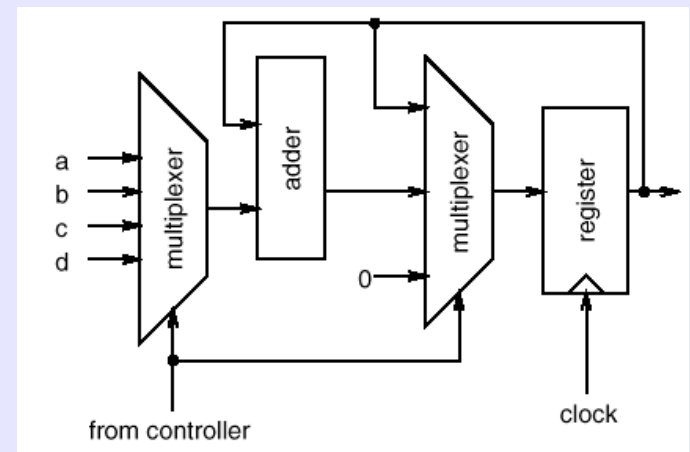 a
b
c
d
multiplexer
adder
0
multiplexer
register
from controller
clock